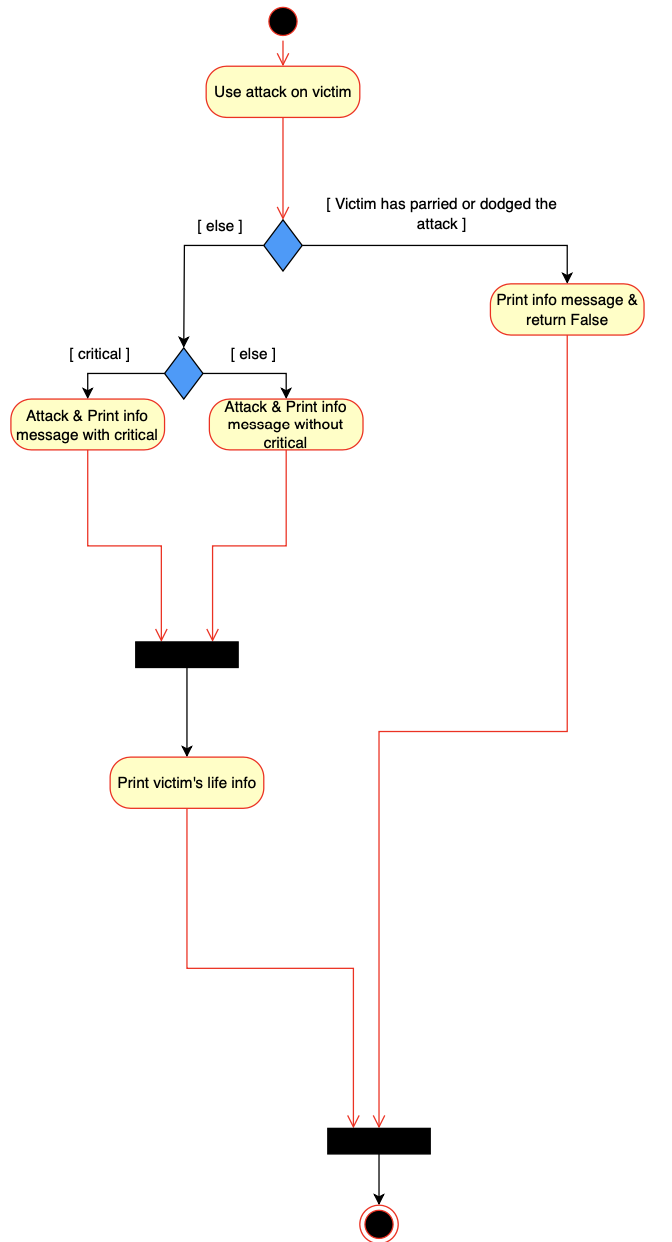 Use attack on victim
[ Victim has parried or dodged the
attack ]
[ else ]
Print info message &
return False
[ critical ]
[ else ]
Attack & Print info
message with critical
Attack & Print info
message without
critical
Print victim's life info